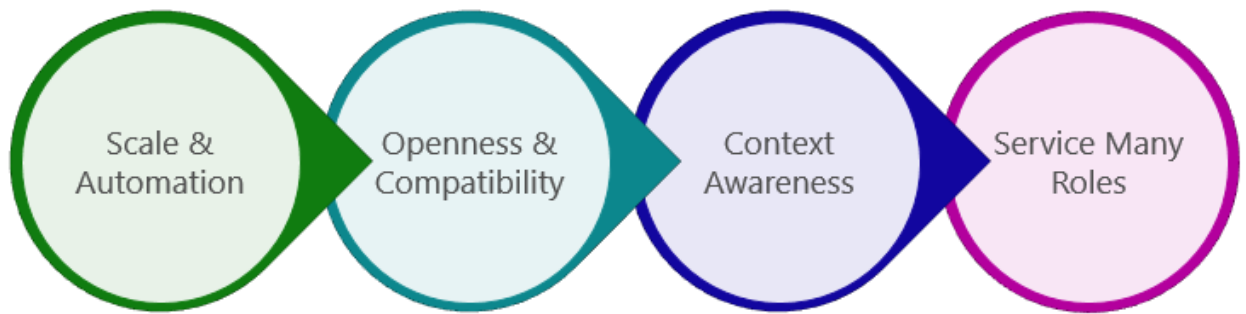 Scale &
Automation
Openness &
Compatibility
Context
Awareness
Service Many
Roles